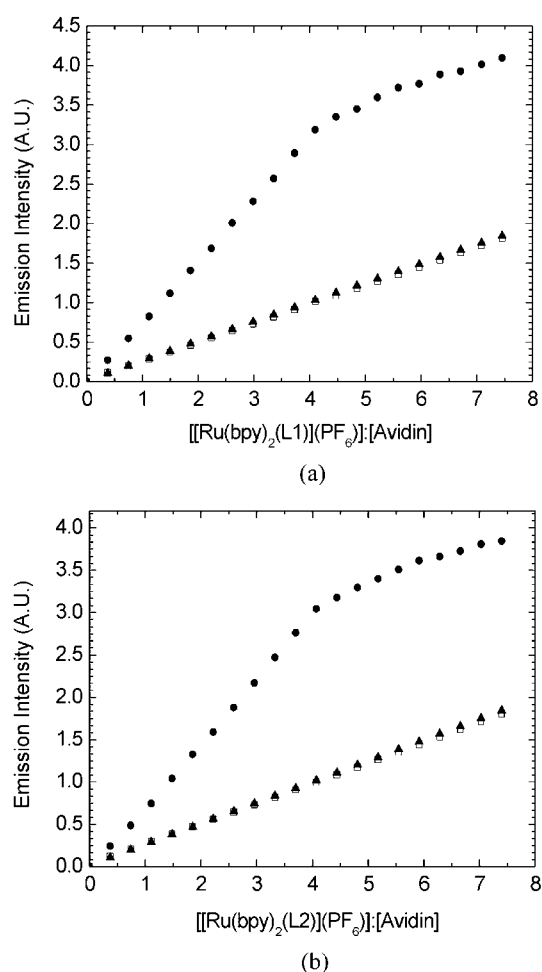 4.5
4.0
3.5
3.0
2.5
2.0
1.5
1.0
0.5
0.0
Emission Intensity (A.U.)
0 1 2 3 4 5 6 7 8
[[Ru(bpy)₂(L1)](PF₆)]:[Avidin]
(a)
4.0
3.5
3.0
2.5
2.0
1.5
1.0
0.5
0.0
Emission Intensity (A.U.)
0 1 2 3 4 5 6 7 8
[[Ru(bpy)₂(L2)](PF₆)]:[Avidin]
(b)